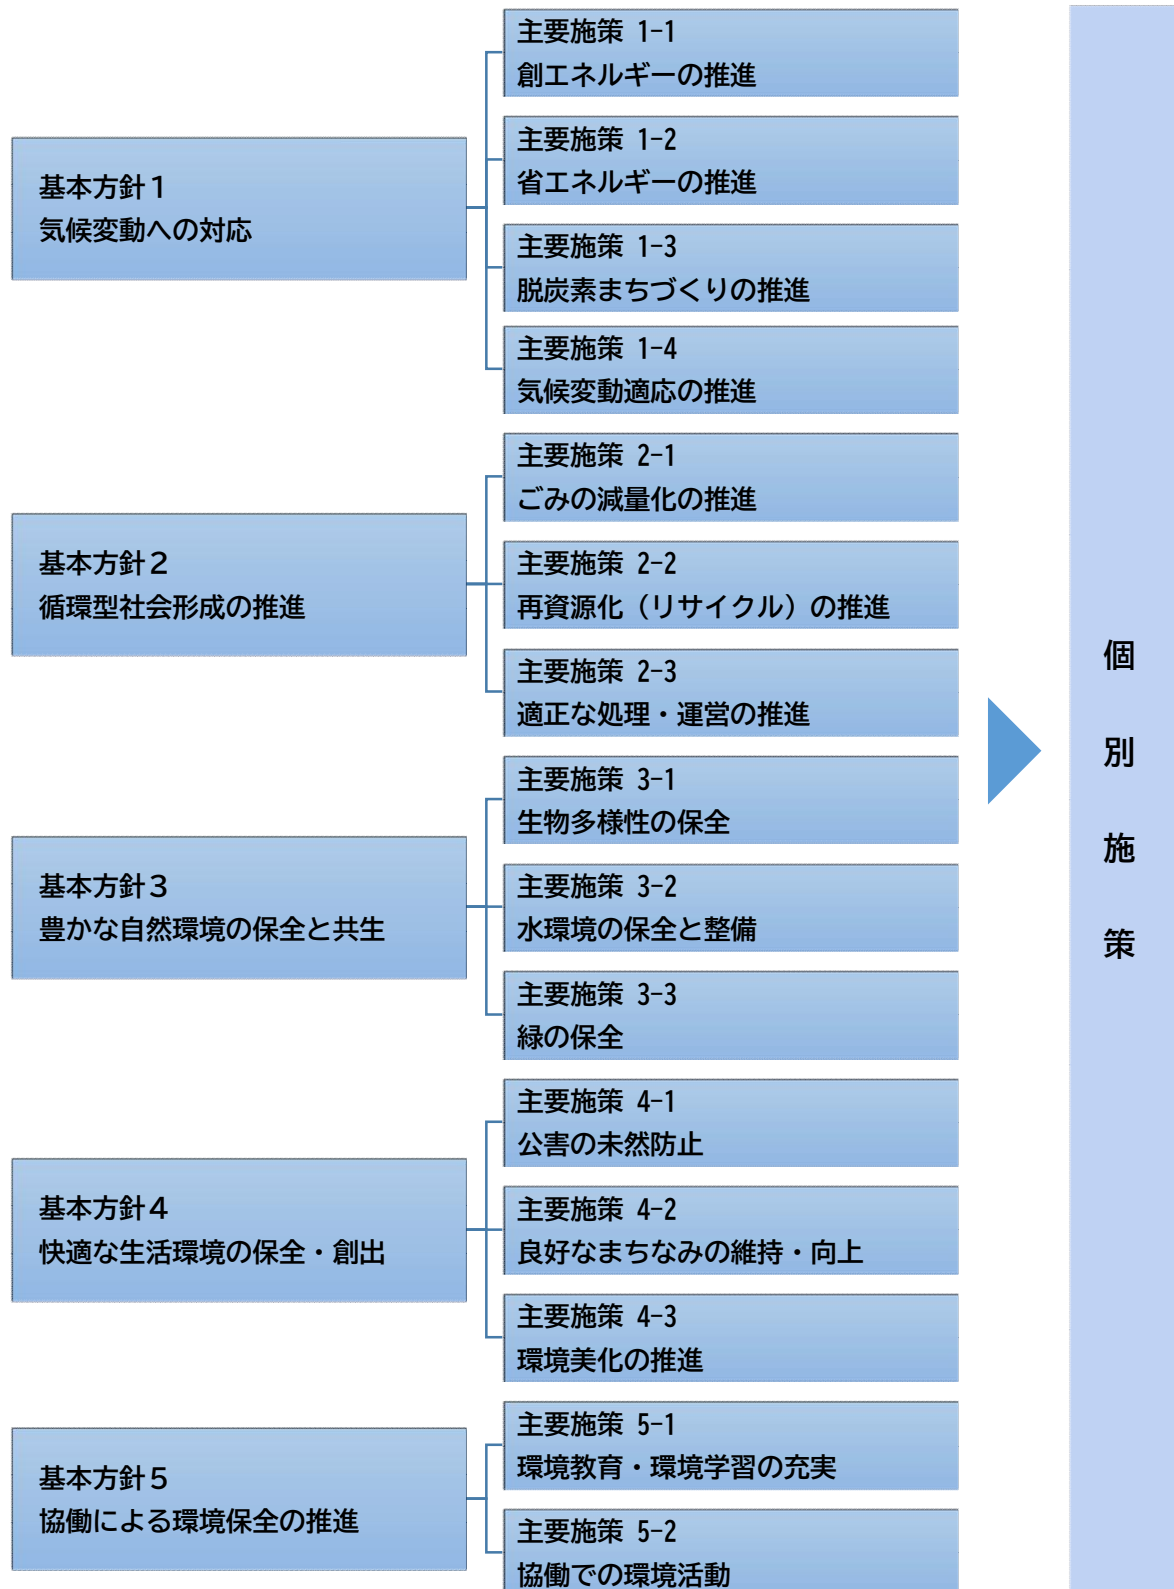 基本方針１
気候変動への対応
主要施策 1-1
創エネルギーの推進
主要施策 1-2
省エネルギーの推進
主要施策 1-3
脱炭素まちづくりの推進
主要施策 1-4
気候変動適応の推進
基本方針２
循環型社会形成の推進
主要施策 2-1
ごみの減量化の推進
主要施策 2-2
再資源化（リサイクル）の推進
主要施策 2-3
適正な処理・運営の推進
基本方針３
豊かな自然環境の保全と共生
主要施策 3-1
生物多様性の保全
主要施策 3-2
水環境の保全と整備
主要施策 3-3
緑の保全
基本方針４
快適な生活環境の保全・創出
主要施策 4-1
公害の未然防止
主要施策 4-2
良好なまちなみの維持・向上
主要施策 4-3
環境美化の推進
基本方針５
協働による環境保全の推進
主要施策 5-1
環境教育・環境学習の充実
主要施策 5-2
協働での環境活動
個別施策